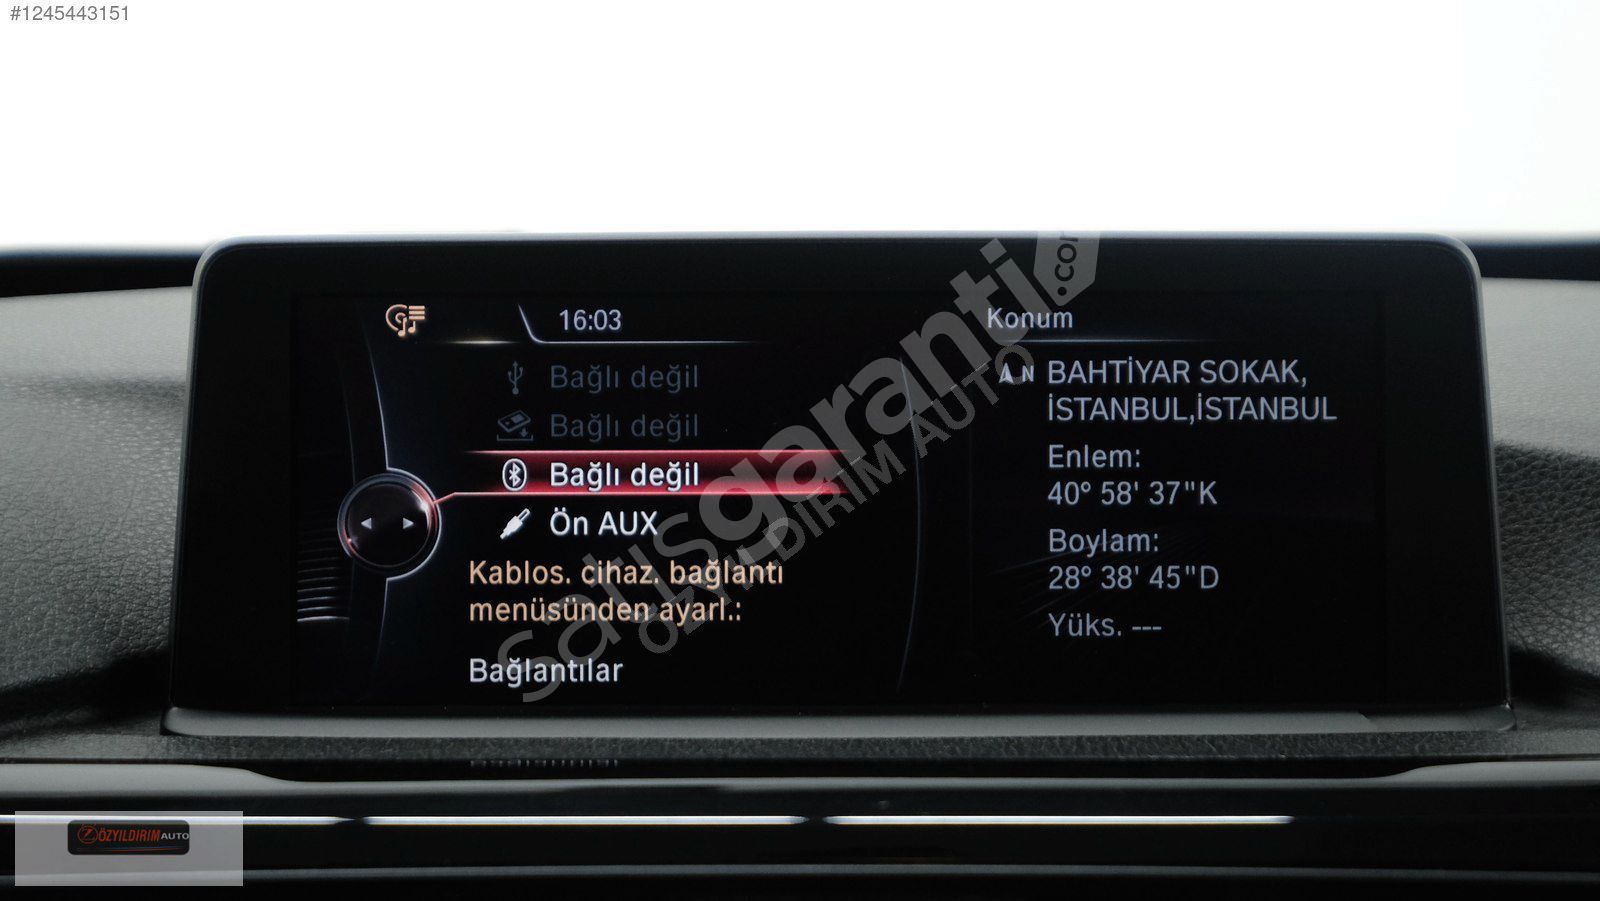 #1245443151
16:03
Bağlı değil
Bağlı değil
Bağlı değil
Ön AUX
Kablos. cihaz. bağlantı
menüsünden ayarl.:
Bağlantılar
Konum
N BAHTİYAR SOKAK,
İSTANBUL,İSTANBUL
Enlem:
40° 58' 37"K
Boylam:
28° 38' 45"D
Yüks. ---
satışgaranti.com
ÖZYILDIRIM AUTO
ÖZYILDIRIM AUTO